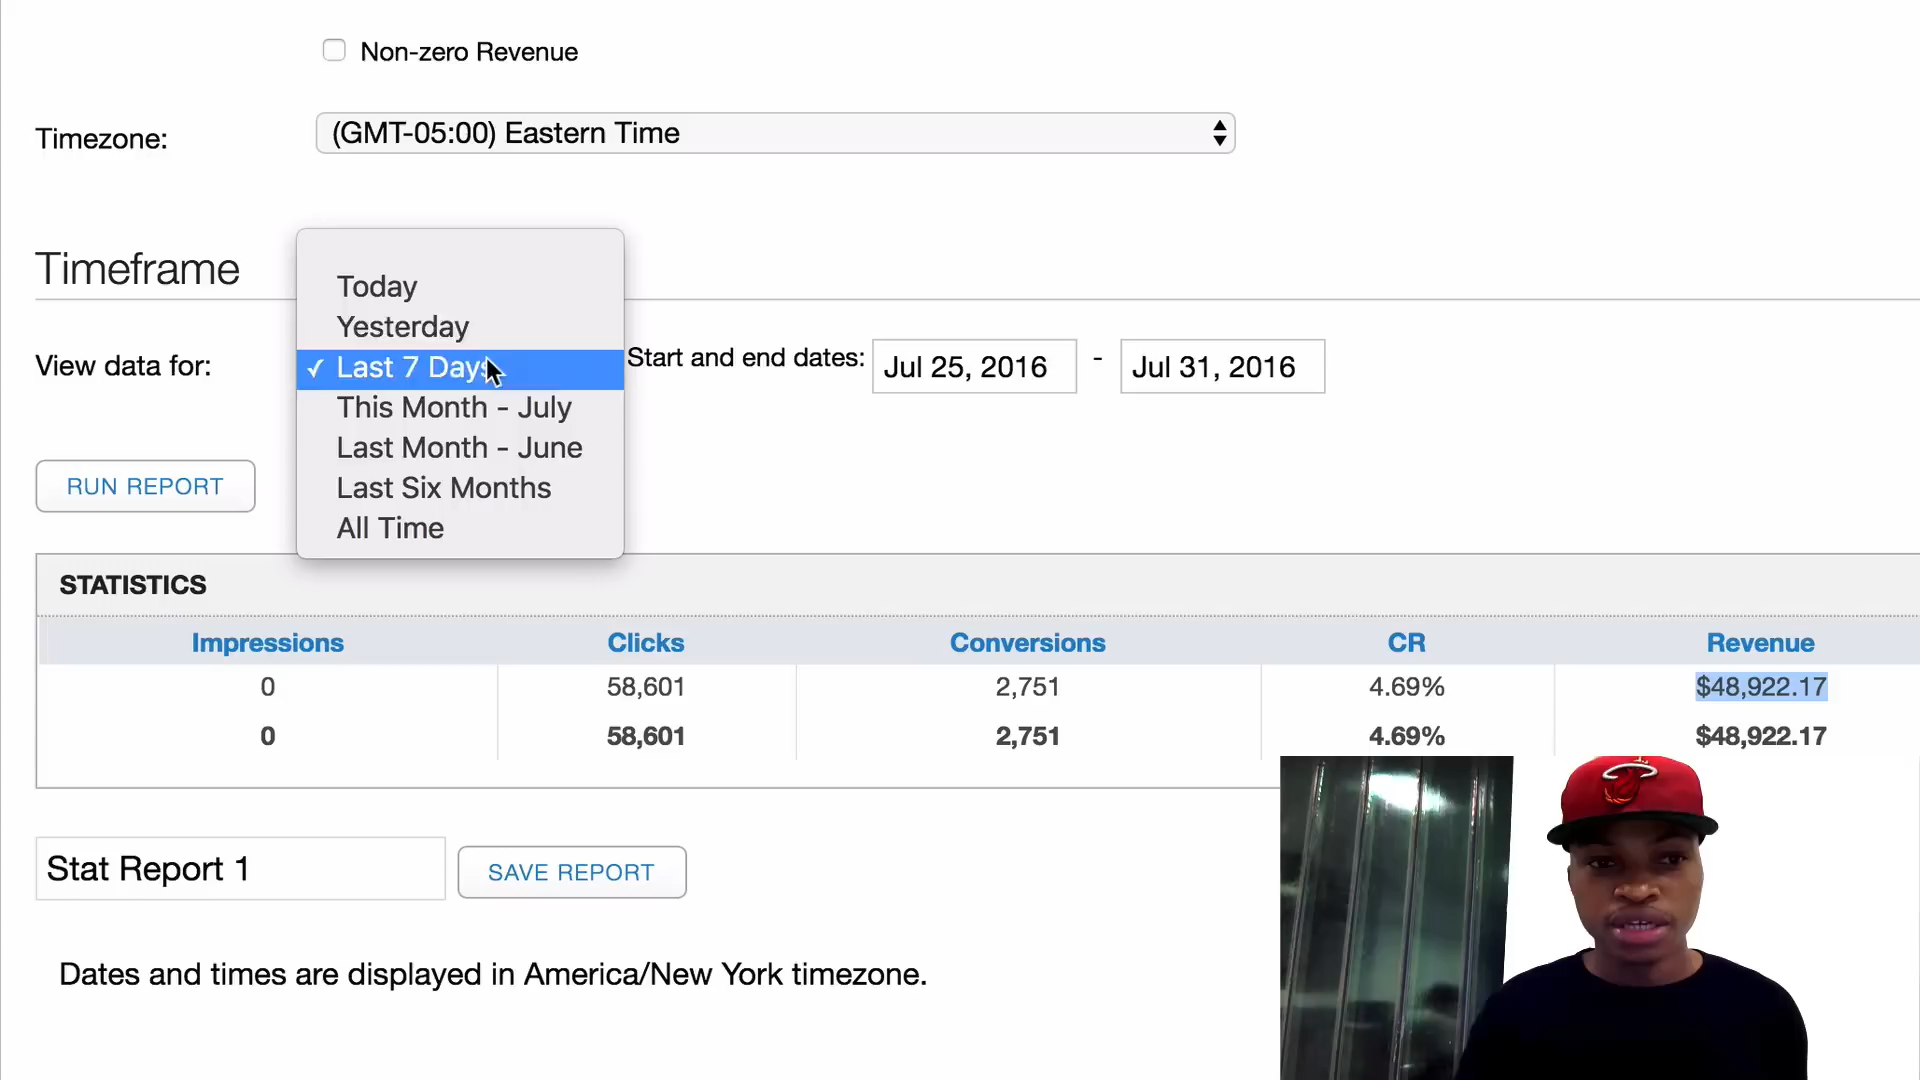 Non-zero Revenue
Timezone: (GMT-05:00) Eastern Time
Timeframe
Today
Yesterday
View data for: ✓ Last 7 Days Start and end dates: Jul 25, 2016 - Jul 31, 2016
This Month - July
Last Month - June
Last Six Months
All Time
RUN REPORT
STATISTICS
Impressions Clicks Conversions CR Revenue
0 58,601 2,751 4.69% $48,922.17
0 58,601 2,751 4.69% $48,922.17
Stat Report 1 SAVE REPORT
Dates and times are displayed in America/New York timezone.